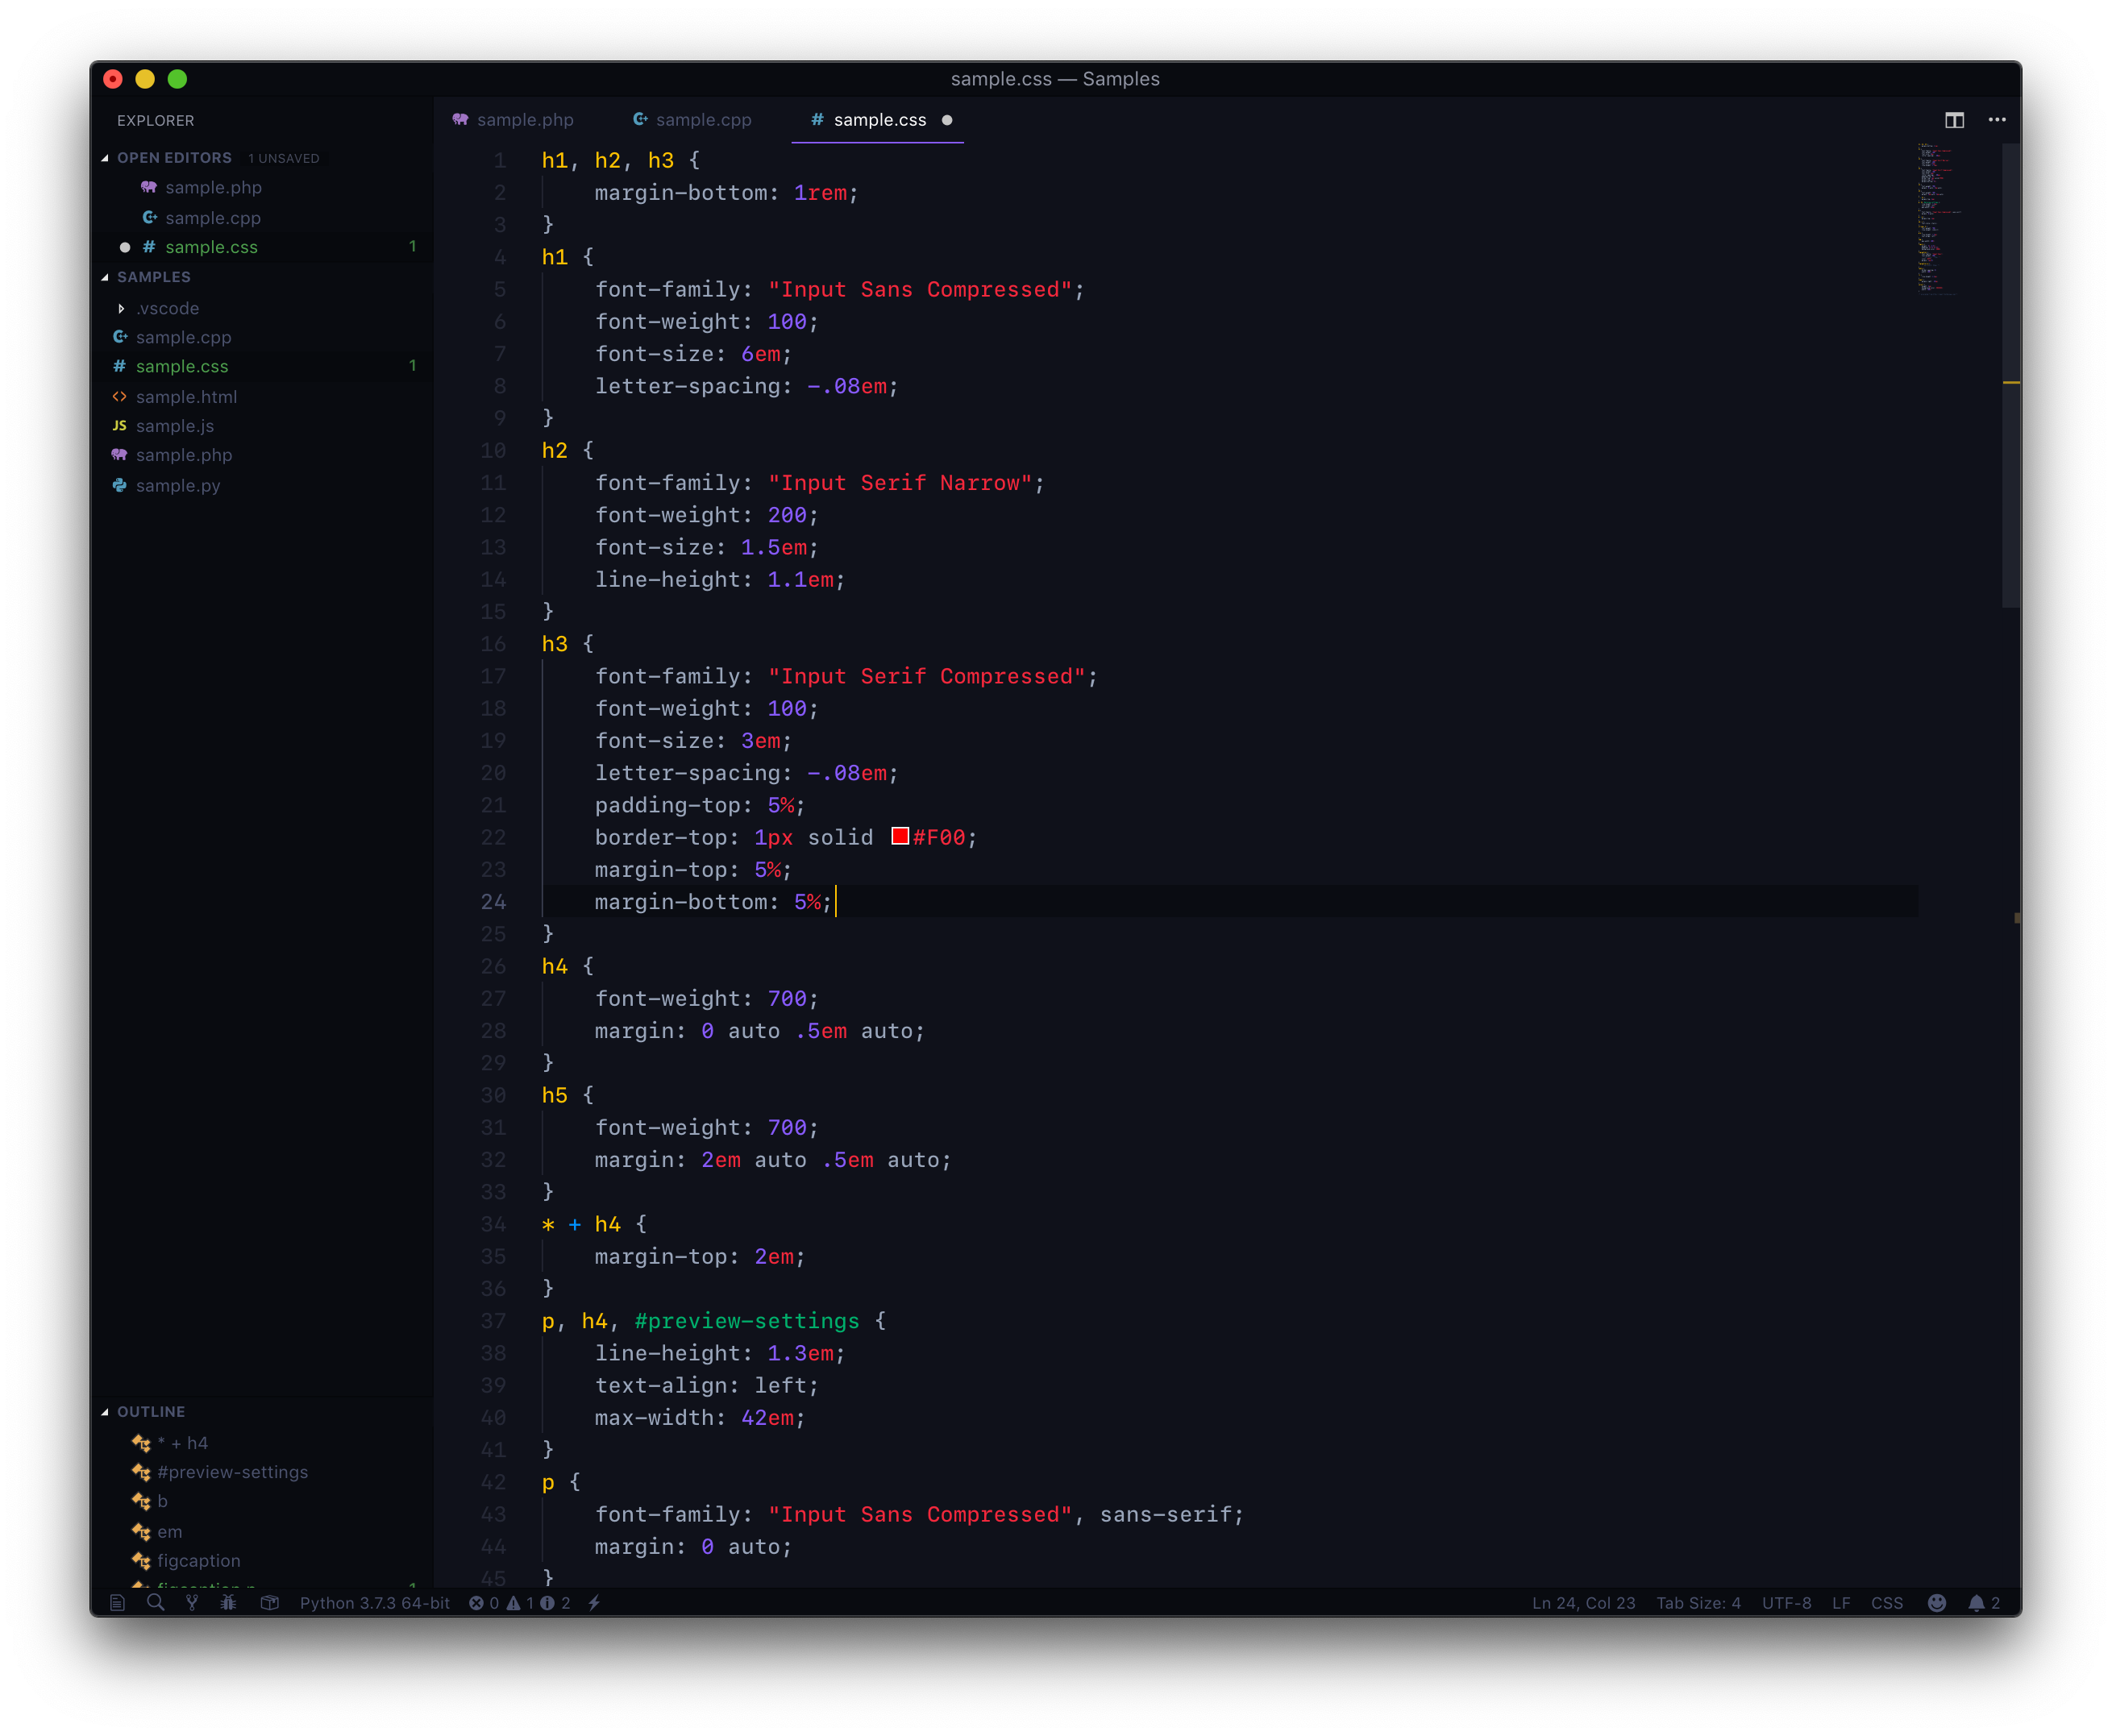 sample.css — Samples
EXPLORER
OPEN EDITORS 1 UNSAVED
sample.php
sample.cpp
# sample.css 1
SAMPLES
.vscode
sample.cpp
# sample.css 1
<> sample.html
JS sample.js
sample.php
sample.py
OUTLINE
* + h4
#preview-settings
b
em
figcaption
figcaption p 1
sample.php
sample.cpp
# sample.css
1 h1, h2, h3 {
2     margin-bottom: 1rem;
3 }
4 h1 {
5     font-family: "Input Sans Compressed";
6     font-weight: 100;
7     font-size: 6em;
8     letter-spacing: -.08em;
9 }
10 h2 {
11     font-family: "Input Serif Narrow";
12     font-weight: 200;
13     font-size: 1.5em;
14     line-height: 1.1em;
15 }
16 h3 {
17     font-family: "Input Serif Compressed";
18     font-weight: 100;
19     font-size: 3em;
20     letter-spacing: -.08em;
21     padding-top: 5%;
22     border-top: 1px solid #F00;
23     margin-top: 5%;
24     margin-bottom: 5%;
25 }
26 h4 {
27     font-weight: 700;
28     margin: 0 auto .5em auto;
29 }
30 h5 {
31     font-weight: 700;
32     margin: 2em auto .5em auto;
33 }
34 * + h4 {
35     margin-top: 2em;
36 }
37 p, h4, #preview-settings {
38     line-height: 1.3em;
39     text-align: left;
40     max-width: 42em;
41 }
42 p {
43     font-family: "Input Sans Compressed", sans-serif;
44     margin: 0 auto;
45 }
Python 3.7.3 64-bit 0 1 2 Ln 24, Col 23 Tab Size: 4 UTF-8 LF CSS 2